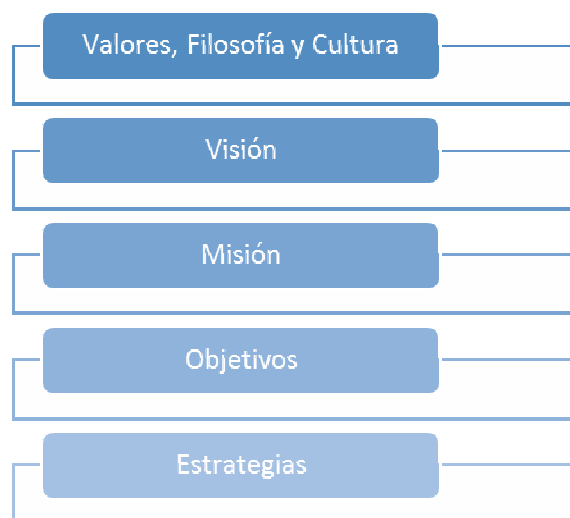 Valores, Filosofía y Cultura
Visión
Misión
Objetivos
Estrategias